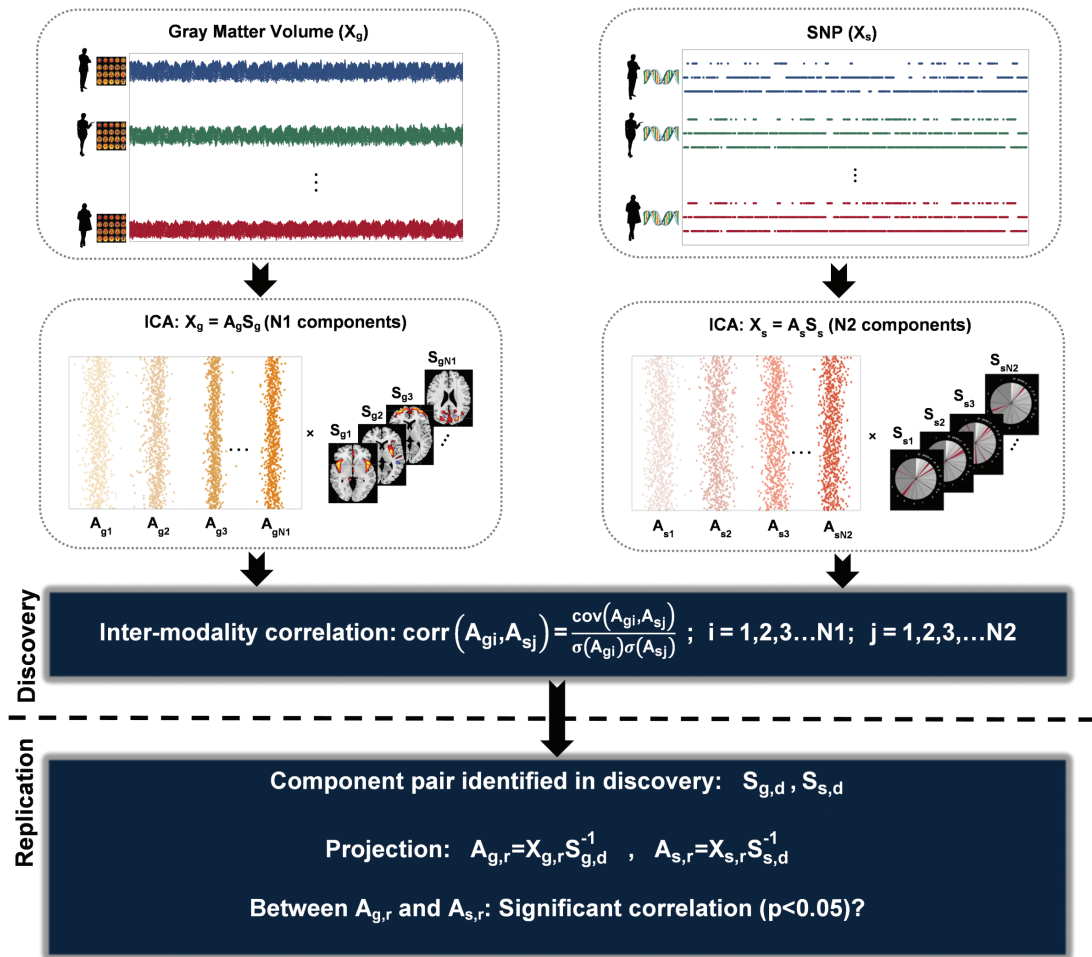 Gray Matter Volume (Xg)
SNP (Xs)
ICA: Xg = AgSg (N1 components)
SgN1
Sg3
Sg2
Sg1
×
Ag1 Ag2 Ag3 AgN1
ICA: Xs = AsSs (N2 components)
SsN2
Ss3
Ss2
Ss1
×
As1 As2 As3 AsN2
Discovery
Inter-modality correlation: corr(Agi,Asj) = cov(Agi,Asj) / σ(Agi)σ(Asj) ; i = 1,2,3...N1; j = 1,2,3,...N2
Replication
Component pair identified in discovery: Sg,d , Ss,d
Projection: Ag,r=Xg,rS⁻¹g,d , As,r=Xs,rS⁻¹s,d
Between Ag,r and As,r: Significant correlation (p<0.05)?